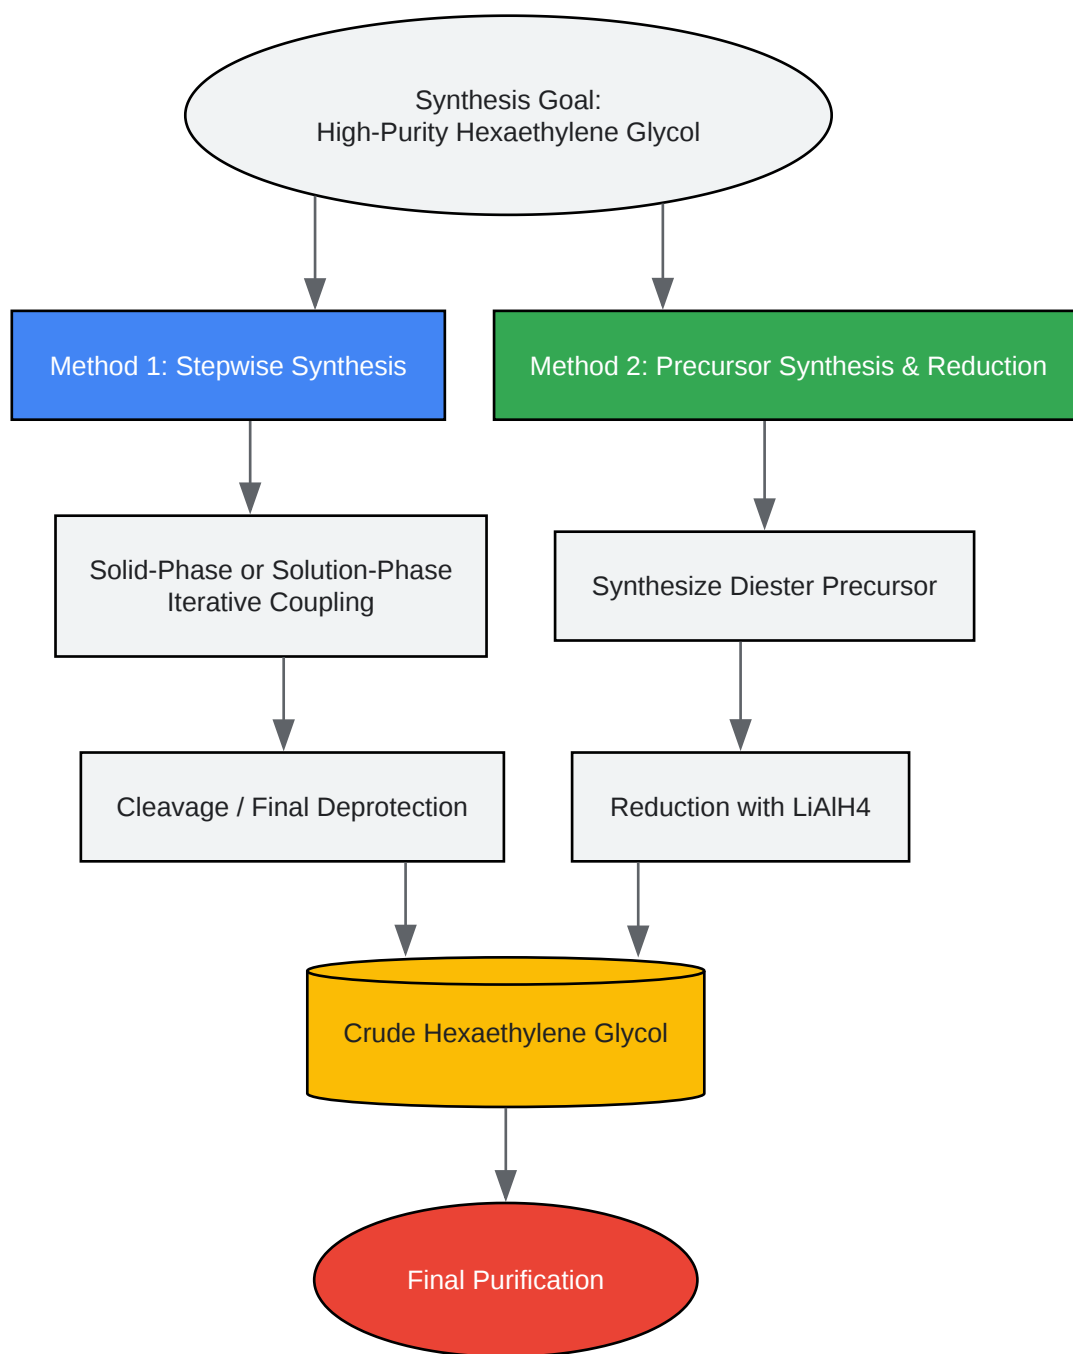 Synthesis Goal:
High-Purity Hexaethylene Glycol
Method 1: Stepwise Synthesis
Method 2: Precursor Synthesis & Reduction
Solid-Phase or Solution-Phase
Iterative Coupling
Synthesize Diester Precursor
Cleavage / Final Deprotection
Reduction with LiAlH4
Crude Hexaethylene Glycol
Final Purification